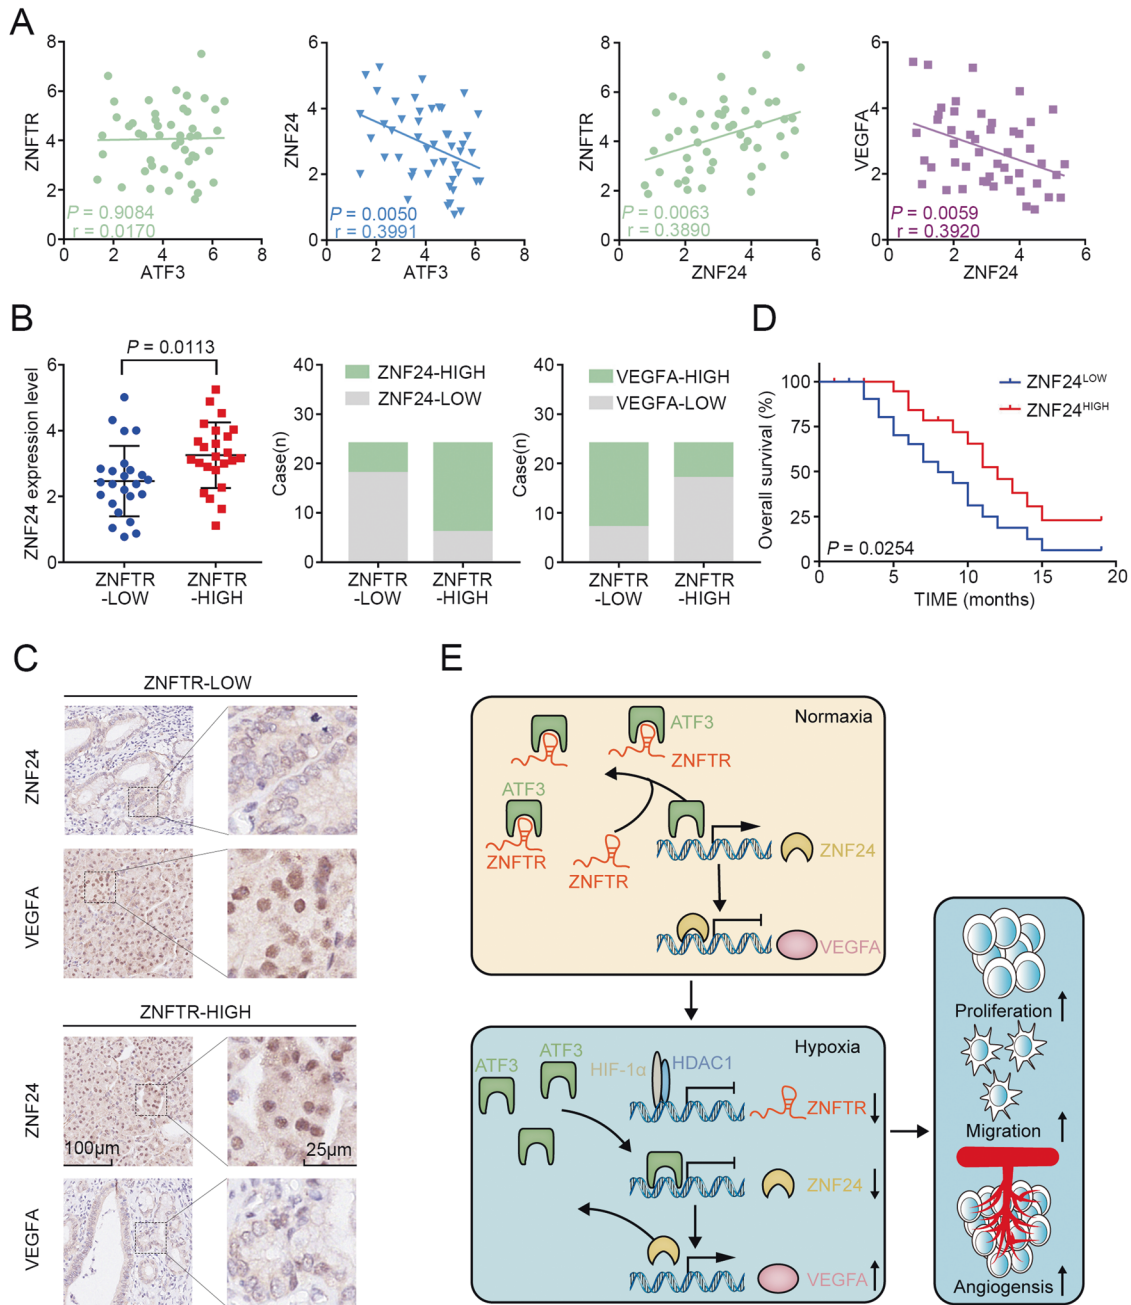 A
ZNFTR
8
6
4
2
0
P = 0.9084
r = 0.0170
0 2 4 6 8
ATF3
ZNF24
6
4
2
0
P = 0.0050
r = 0.3991
0 2 4 6 8
ATF3
ZNFTR
8
6
4
2
0
P = 0.0063
r = 0.3890
0 2 4 6
ZNF24
VEGFA
6
4
2
0
P = 0.0059
r = 0.3920
0 2 4 6
ZNF24
B
ZNF24 expression level
6
4
2
0
P = 0.0113
ZNFTR
-LOW
ZNFTR
-HIGH
Case(n)
40
30
20
10
0
ZNF24-HIGH
ZNF24-LOW
ZNFTR
-LOW
ZNFTR
-HIGH
Case(n)
40
30
20
10
0
VEGFA-HIGH
VEGFA-LOW
ZNFTR
-LOW
ZNFTR
-HIGH
D
Overall survival (%)
100
75
50
25
0
ZNF24LOW
ZNF24HIGH
P = 0.0254
0 5 10 15 20
TIME (months)
C
ZNFTR-LOW
ZNF24
VEGFA
ZNFTR-HIGH
ZNF24
100μm
25μm
VEGFA
E
Normaxia
ATF3
ZNFTR
ATF3
ZNFTR
ZNFTR
ZNF24
VEGFA
Hypoxia
ATF3
ATF3
HIF-1α
HDAC1
ZNFTR
ZNF24
VEGFA
Proliferation
Migration
Angiogensis